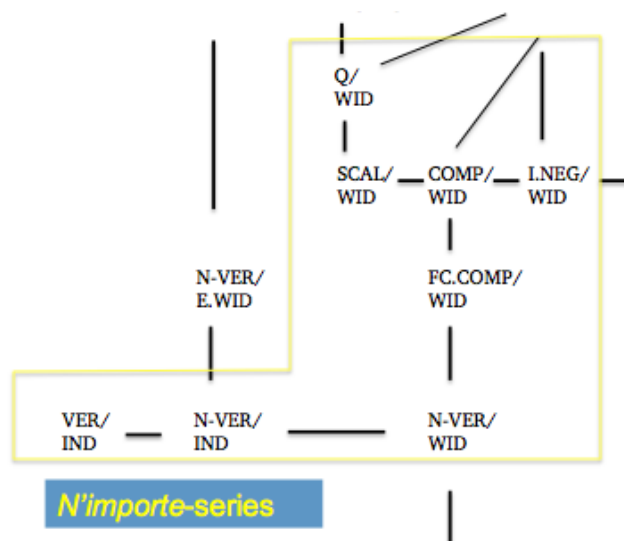 Q/
WID
SCAL/
WID
COMP/
WID
I.NEG/
WID
N-VER/
E.WID
FC.COMP/
WID
VER/
IND
N-VER/
IND
N-VER/
WID
N'importe-series